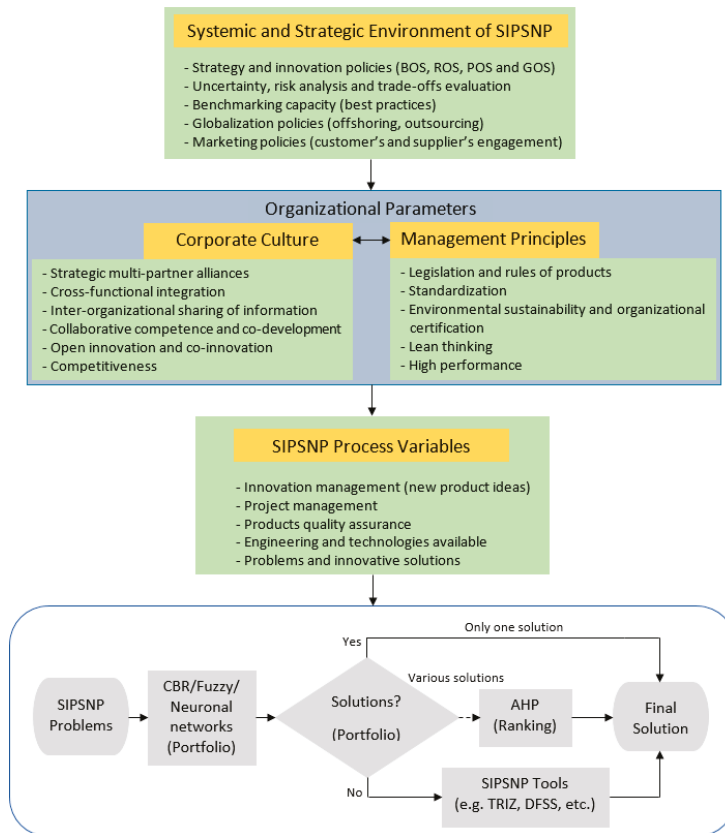 Systemic and Strategic Environment of SIPSNP
- Strategy and innovation policies (BOS, ROS, POS and GOS)
- Uncertainty, risk analysis and trade-offs evaluation
- Benchmarking capacity (best practices)
- Globalization policies (offshoring, outsourcing)
- Marketing policies (customer's and supplier's engagement)
Organizational Parameters
Corporate Culture
- Strategic multi-partner alliances
- Cross-functional integration
- Inter-organizational sharing of information
- Collaborative competence and co-development
- Open innovation and co-innovation
- Competitiveness
Management Principles
- Legislation and rules of products
- Standardization
- Environmental sustainability and organizational
certification
- Lean thinking
- High performance
SIPSNP Process Variables
- Innovation management (new product ideas)
- Project management
- Products quality assurance
- Engineering and technologies available
- Problems and innovative solutions
SIPSNP
Problems
CBR/Fuzzy/
Neuronal
networks
(Portfolio)
Solutions?
(Portfolio)
Yes
Only one solution
Various solutions
AHP
(Ranking)
No
SIPSNP Tools
(e.g. TRIZ, DFSS, etc.)
Final
Solution